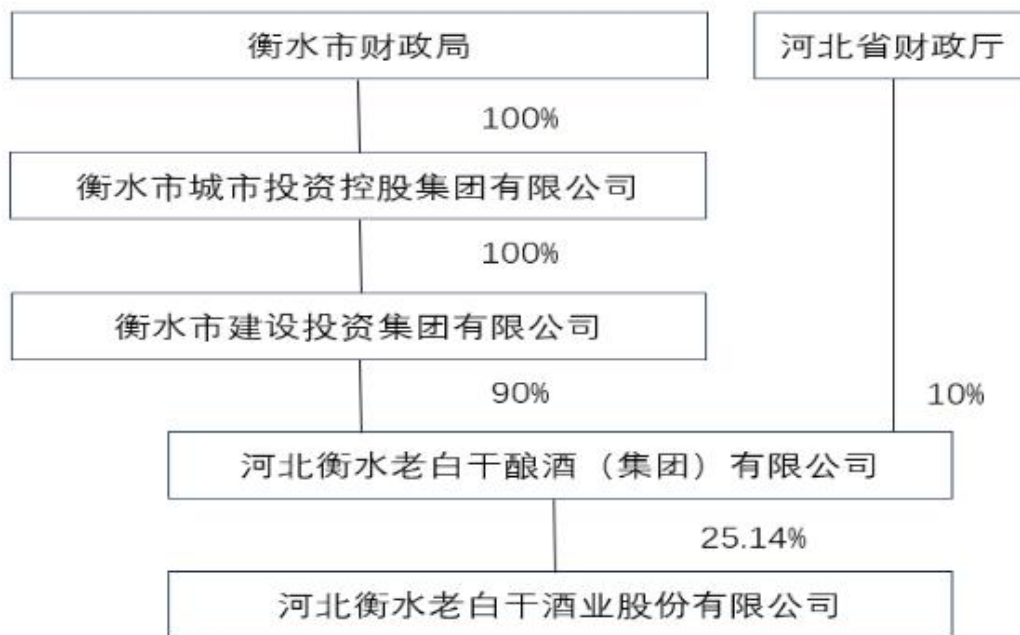 衡水市财政局
河北省财政厅
100%
衡水市城市投资控股集团有限公司
100%
衡水市建设投资集团有限公司
90%
10%
河北衡水老白干酿酒（集团）有限公司
25.14%
河北衡水老白干酒业股份有限公司